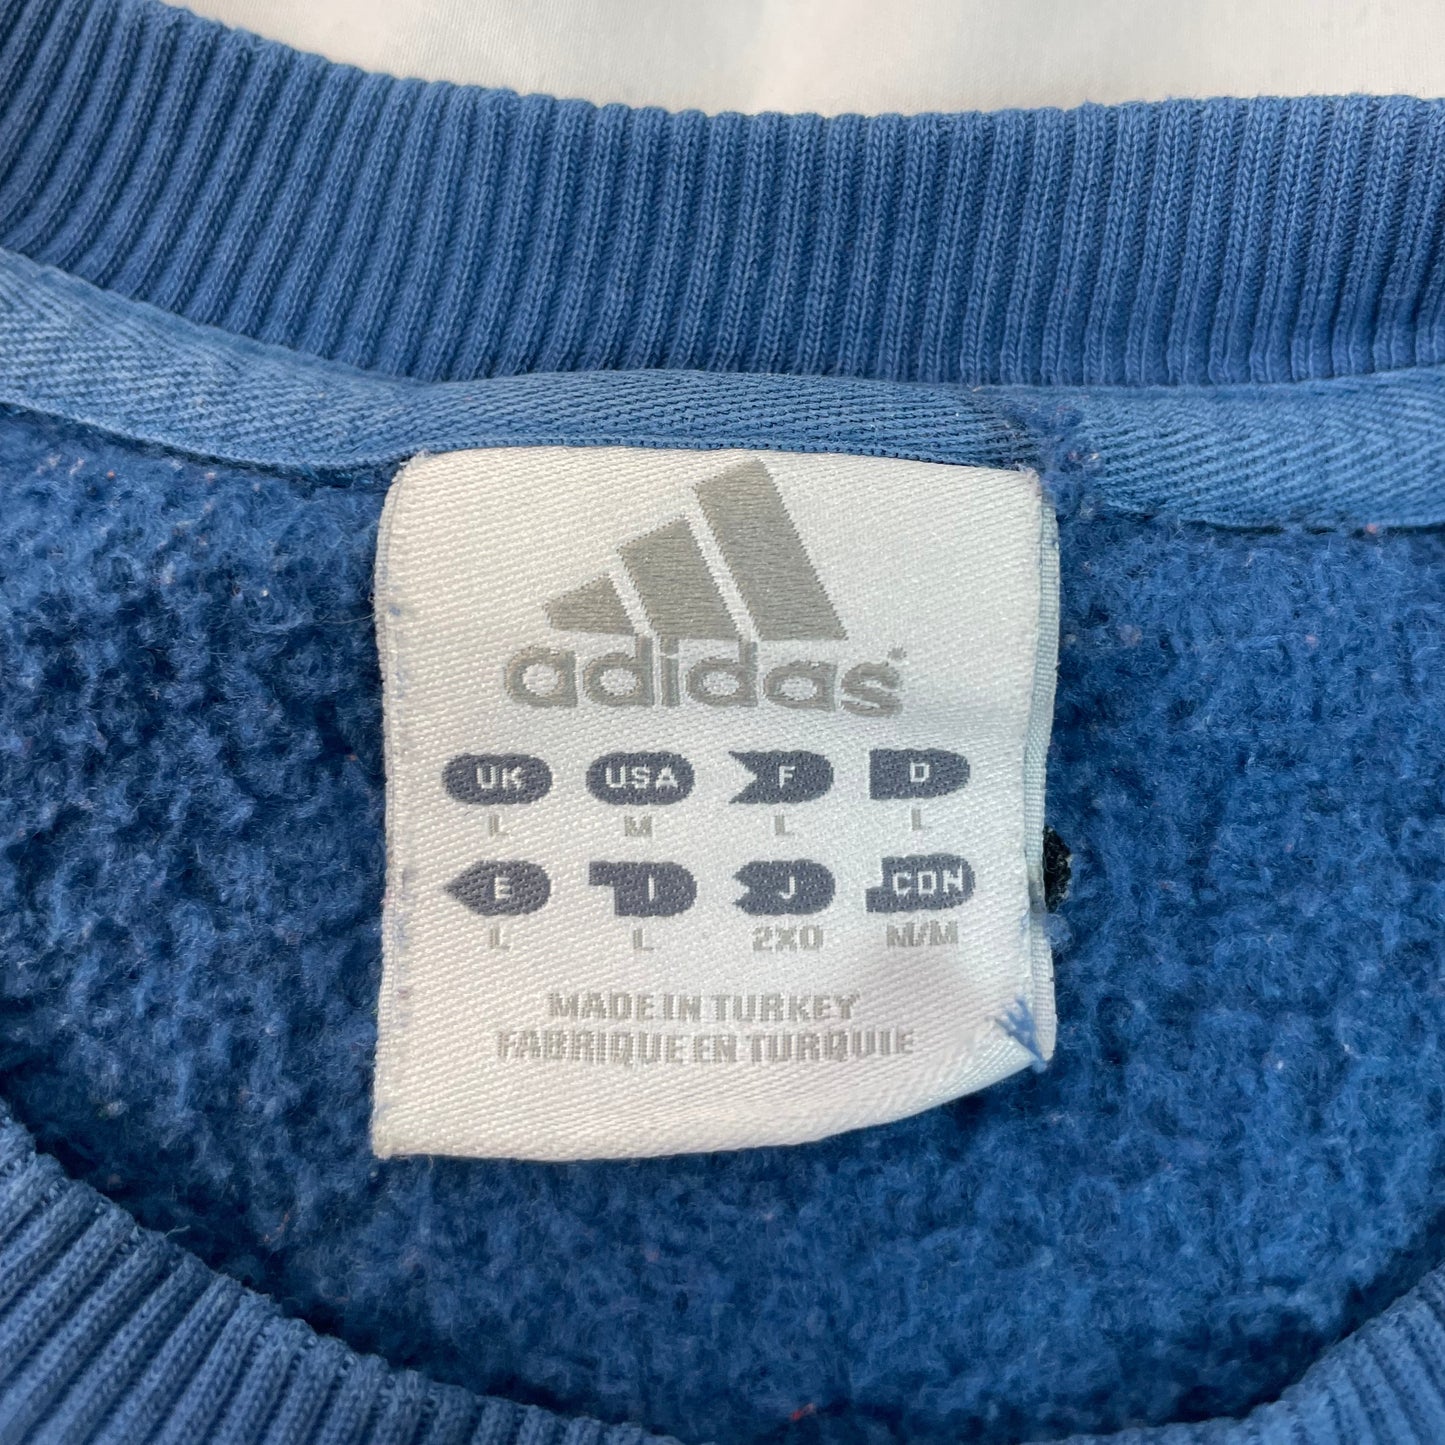 adidas
UK USA F D
L M L L
E I J CDN
L L 2XO M/M
MADE IN TURKEY
FABRIQUE EN TURQUIE